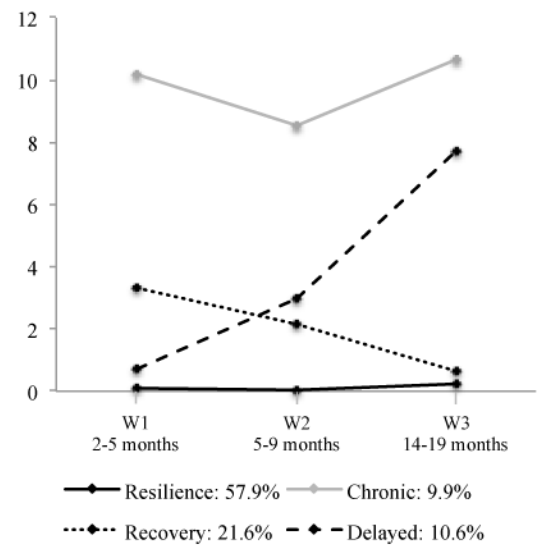 12
10
8
6
4
2
0
W1 W2 W3
2-5 months 5-9 months 14-19 months
Resilience: 57.9% Chronic: 9.9%
Recovery: 21.6% Delayed: 10.6%